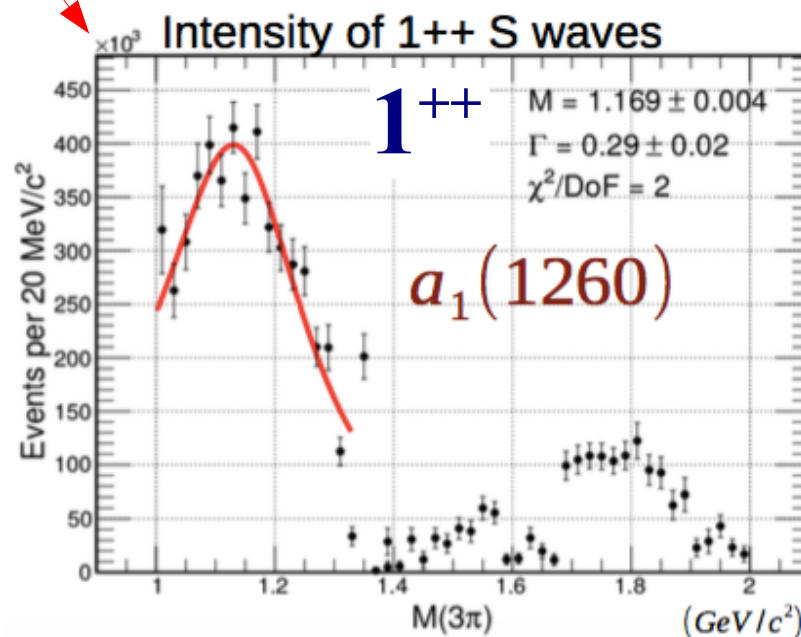 ×10³ Intensity of 1++ S waves
1⁺⁺
M = 1.169 ± 0.004
Γ = 0.29 ± 0.02
χ²/DoF = 2
a₁(1260)
Events per 20 MeV/c²
450
400
350
300
250
200
150
100
50
0
1 1.2 1.4 1.6 1.8 2
M(3π) (GeV/c²)